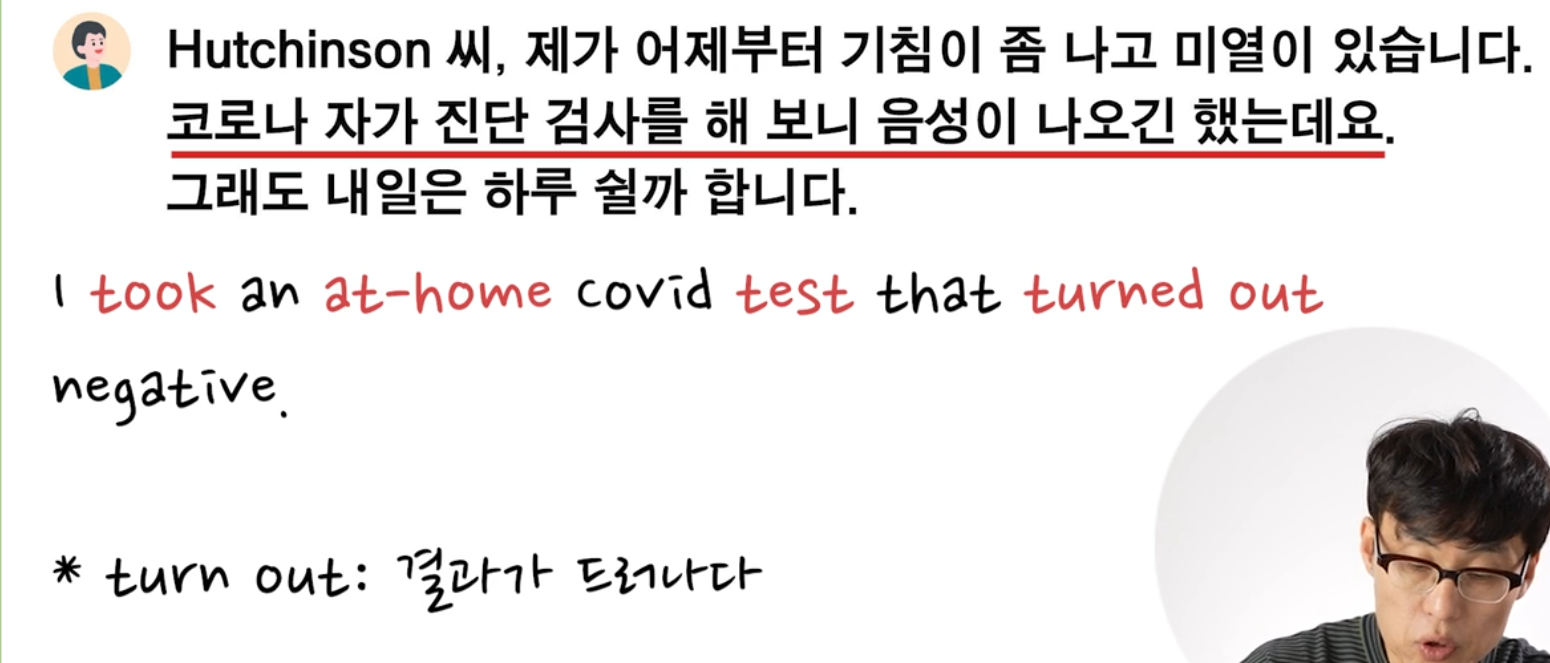 Hutchinson 씨, 제가 어제부터 기침이 좀 나고 미열이 있습니다.
코로나 자가 진단 검사를 해 보니 음성이 나오긴 했는데요.
그래도 내일은 하루 쉴까 합니다.
I took an at-home covid test that turned out
negative.
* turn out: 결과가 드러나다